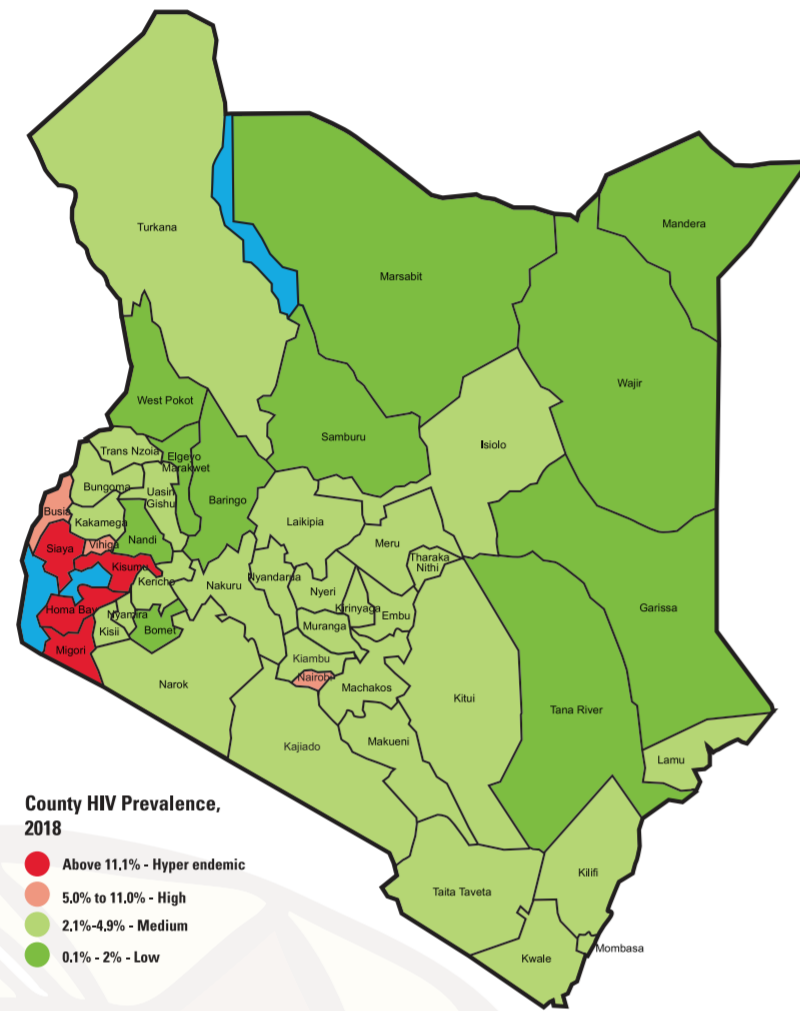 Turkana
Mandera
Marsabit
Wajir
West Pokot
Samburu
Isiolo
Trans Nzoia
Elgeyo
Marakwet
Bungoma
Uasin
Gishu
Baringo
Busia
Kakamega
Laikipia
Nandi
Meru
Siaya
Vihiga
Tharaka
Nithi
Kisumu
Kericho
Nakuru
Nyandarua
Nyeri
Garissa
Homa Bay
Nyamira
Kirinyaga
Embu
Kisii
Bomet
Muranga
Migori
Kiambu
Nairobi
Narok
Machakos
Kitui
Tana River
Kajiado
Makueni
Lamu
Kilifi
Taita Taveta
Mombasa
Kwale
County HIV Prevalence,
2018
Above 11.1% - Hyper endemic
5.0% to 11.0% - High
2.1%-4.9% - Medium
0.1% - 2% - Low